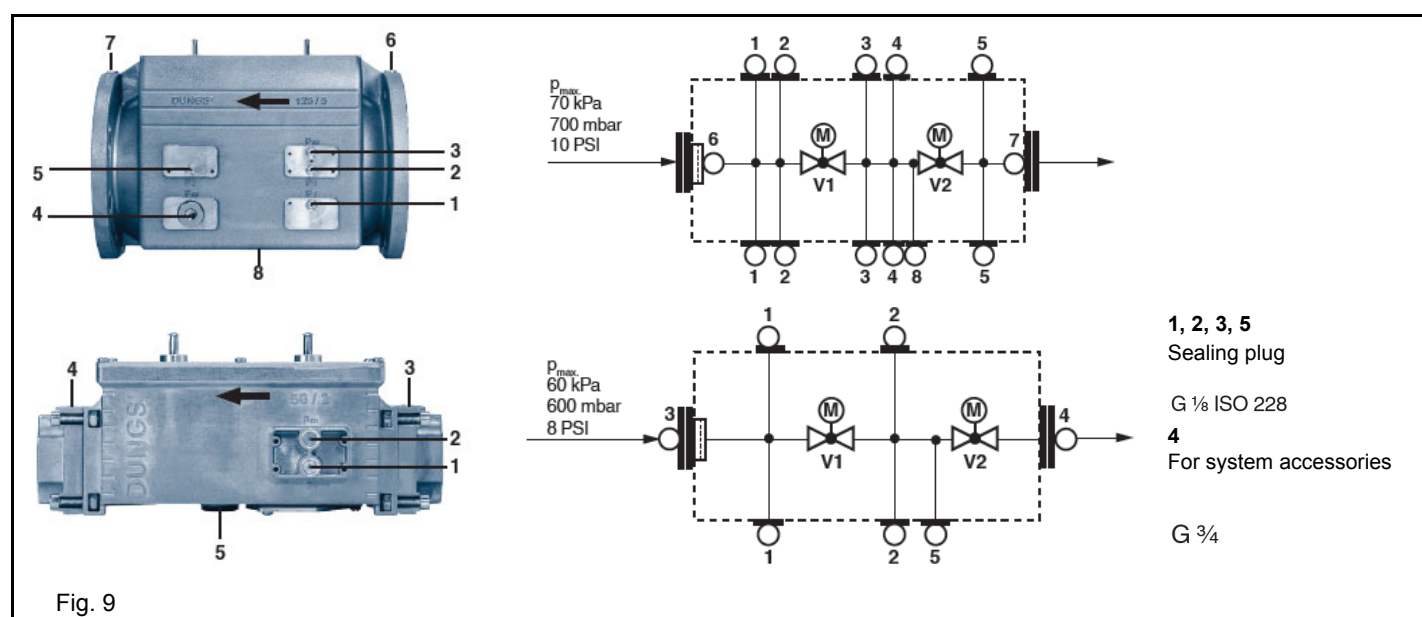 7
6
DUNGS
125 / 5
3
2
5
4
1
8
1 2 3 4 5
Pmax.
70 kPa
700 mbar
10 PSI
6
M
M
7
V1
V2
1 2 3 4 8 5
4
3
50 / 2
DUNGS
2
1
5
1 2
Pmax.
60 kPa
600 mbar
8 PSI
3
M
M
4
V1
V2
1 2 5
1, 2, 3, 5
Sealing plug
G ⅛ ISO 228
4
For system accessories
G ¾
Fig. 9